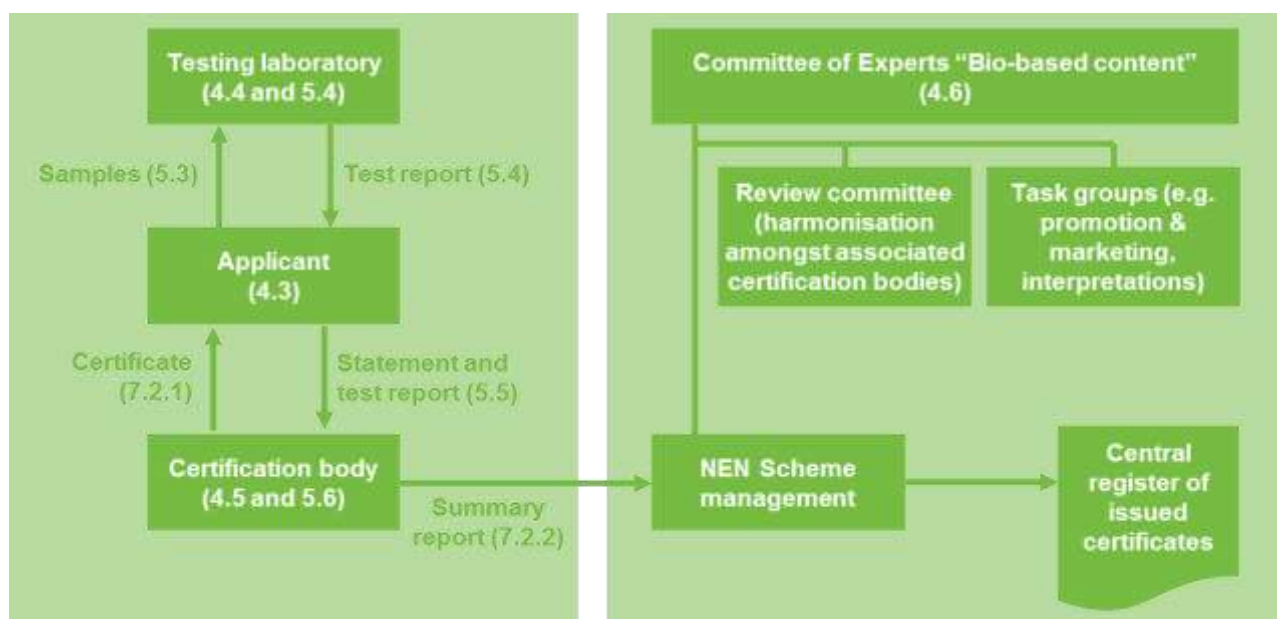 Testing laboratory
(4.4 and 5.4)
Samples (5.3)
Test report (5.4)
Applicant
(4.3)
Certificate
(7.2.1)
Statement and
test report (5.5)
Certification body
(4.5 and 5.6)
Summary
report (7.2.2)
Committee of Experts “Bio-based content”
(4.6)
Review committee
(harmonisation
amongst associated
certification bodies)
Task groups (e.g.
promotion &
marketing,
interpretations)
NEN Scheme
management
Central
register of
issued
certificates